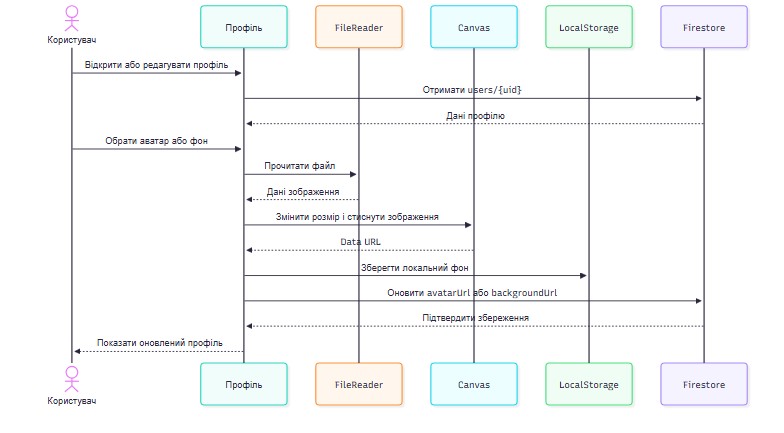 Користувач
Профіль
FileReader
Canvas
LocalStorage
Firestore
Відкрити або редагувати профіль
Отримати users/{uid}
Дані профілю
Обрати аватар або фон
Прочитати файл
Дані зображення
Змінити розмір і стиснути зображення
Data URL
Зберегти локальний фон
Оновити avatarUrl або backgroundUrl
Підтвердити збереження
Показати оновлений профіль
Користувач
Профіль
FileReader
Canvas
LocalStorage
Firestore